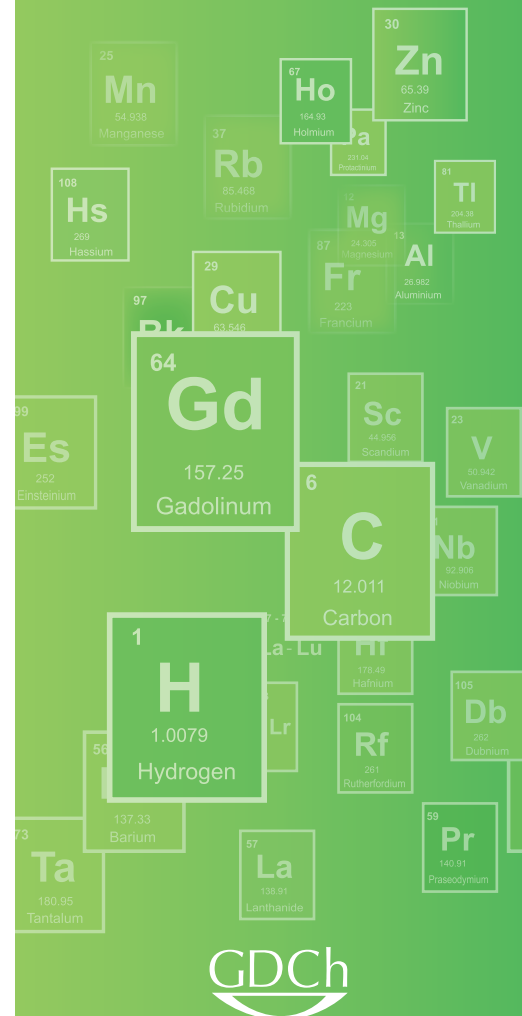 30
Zn
65.39
Zinc
25
Mn
54.938
Manganese
67
Ho
164.93
Holmium
Pa
231.04
Protactinium
37
Rb
85.468
Rubidium
81
Tl
204.38
Thallium
108
Hs
269
Hassium
12
Mg
24.305
Magnesium
13
Al
26.982
Aluminium
87
Fr
223
Francium
29
Cu
63.546
97
Bk
64
Gd
157.25
Gadolinum
21
Sc
44.956
Scandium
99
Es
252
Einsteinium
23
V
50.942
Vanadium
6
C
12.011
Carbon
Nb
92.906
Niobium
La-Lu
Hf
178.49
Hafnium
1
H
1.0079
Hydrogen
Lr
105
Db
262
Dubnium
104
Rf
261
Rutherfordium
56
137.33
Barium
59
Pr
140.91
Praseodymium
73
Ta
180.95
Tantalum
57
La
138.91
Lanthanide
GDCh